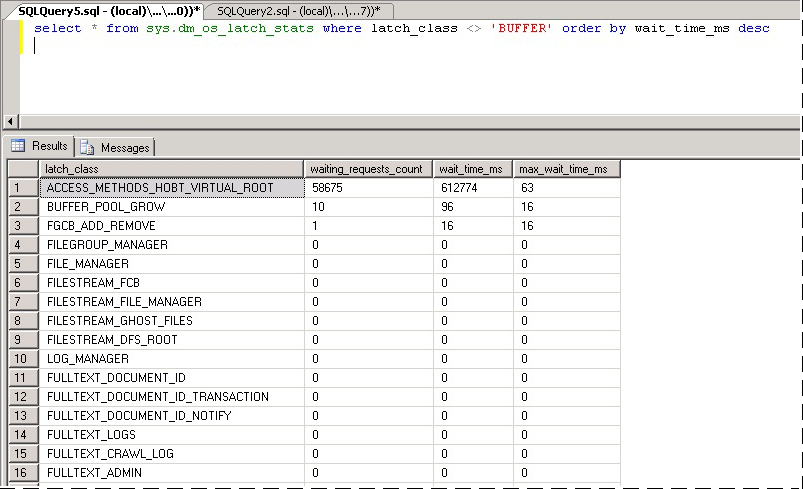 SQLQuery5.sql - (local)\...\...0))* SQLQuery2.sql - (local)\...\...7))*
select * from sys.dm_os_latch_stats where latch_class <> 'BUFFER' order by wait_time_ms desc
Results Messages
latch_class waiting_requests_count wait_time_ms max_wait_time_ms
1 ACCESS_METHODS_HOBT_VIRTUAL_ROOT 58675 612774 63
2 BUFFER_POOL_GROW 10 96 16
3 FGCB_ADD_REMOVE 1 16 16
4 FILEGROUP_MANAGER 0 0 0
5 FILE_MANAGER 0 0 0
6 FILESTREAM_FCB 0 0 0
7 FILESTREAM_FILE_MANAGER 0 0 0
8 FILESTREAM_GHOST_FILES 0 0 0
9 FILESTREAM_DFS_ROOT 0 0 0
10 LOG_MANAGER 0 0 0
11 FULLTEXT_DOCUMENT_ID 0 0 0
12 FULLTEXT_DOCUMENT_ID_TRANSACTION 0 0 0
13 FULLTEXT_DOCUMENT_ID_NOTIFY 0 0 0
14 FULLTEXT_LOGS 0 0 0
15 FULLTEXT_CRAWL_LOG 0 0 0
16 FULLTEXT_ADMIN 0 0 0